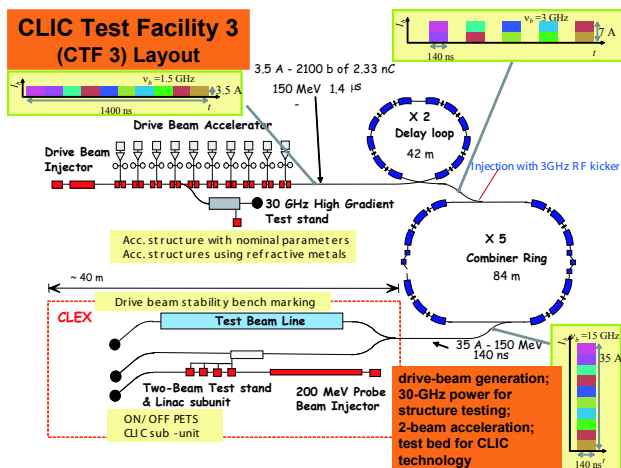 CLIC Test Facility 3
(CTF 3) Layout
I_b
ν_b = 1.5 GHz
3.5 A
t
1400 ns
3.5 A - 2100 b of 2.33 nC
150 MeV 1.4 µs
-
I_b
ν_b = 3 GHz
7 A
140 ns
t
X 2
Delay loop
42 m
Drive Beam Accelerator
Drive Beam
Injector
Injection with 3GHz RF kicker
30 GHz High Gradient
Test stand
Acc. structure with nominal parameters
Acc. structures using refractive metals
X 5
Combiner Ring
84 m
~ 40 m
Drive beam stability bench marking
CLEX
Test Beam Line
35 A - 150 MeV
140 ns
I_b
ν_b = 15 GHz
35 A
140 ns
t
Two-Beam Test stand
& Linac subunit
200 MeV Probe
Beam Injector
ON/OFF PETS
CLIC sub-unit
drive-beam generation;
30-GHz power for
structure testing;
2-beam acceleration;
test bed for CLIC
technology